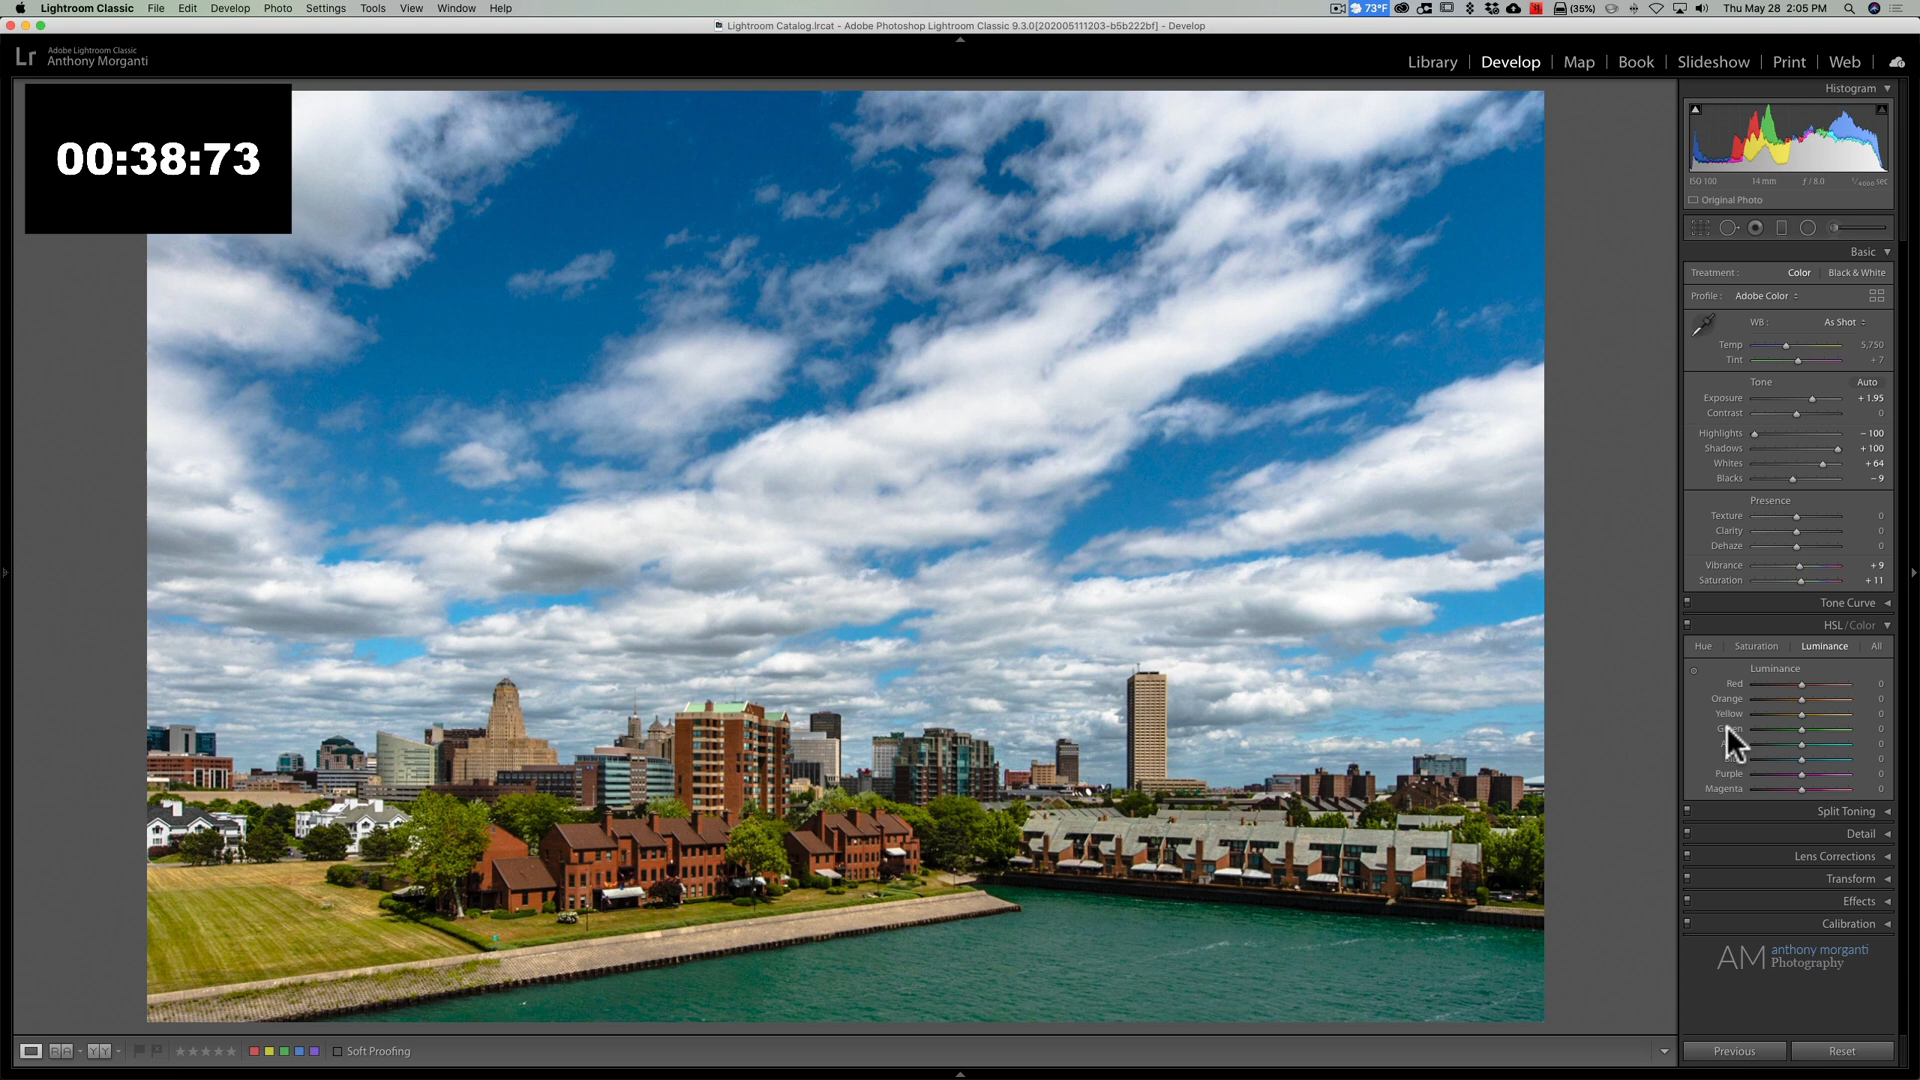 Lightroom Classic File Edit Develop Photo Settings Tools View Window Help 73°F (35%) Thu May 28 2:05 PM
Lightroom Catalog.lrcat - Adobe Photoshop Lightroom Classic 9.3.0[202005111203-b5b222bf] - Develop
Lr Adobe Lightroom Classic
Anthony Morganti
Library | Develop | Map | Book | Slideshow | Print | Web
00:38:73
Histogram
ISO 100 14 mm ƒ / 8.0 1/4000 sec
Original Photo
Basic
Treatment : Color Black & White
Profile : Adobe Color
WB : As Shot
Temp 5,750
Tint + 7
Tone Auto
Exposure + 1.95
Contrast 0
Highlights − 100
Shadows + 100
Whites + 64
Blacks − 9
Presence
Texture 0
Clarity 0
Dehaze 0
Vibrance + 9
Saturation + 11
Tone Curve
HSL / Color
Hue Saturation Luminance All
Luminance
Red 0
Orange 0
Yellow 0
0
0
0
Purple 0
Magenta 0
Split Toning
Detail
Lens Corrections
Transform
Effects
Calibration
AM anthony morganti
Photography
Soft Proofing
Previous Reset